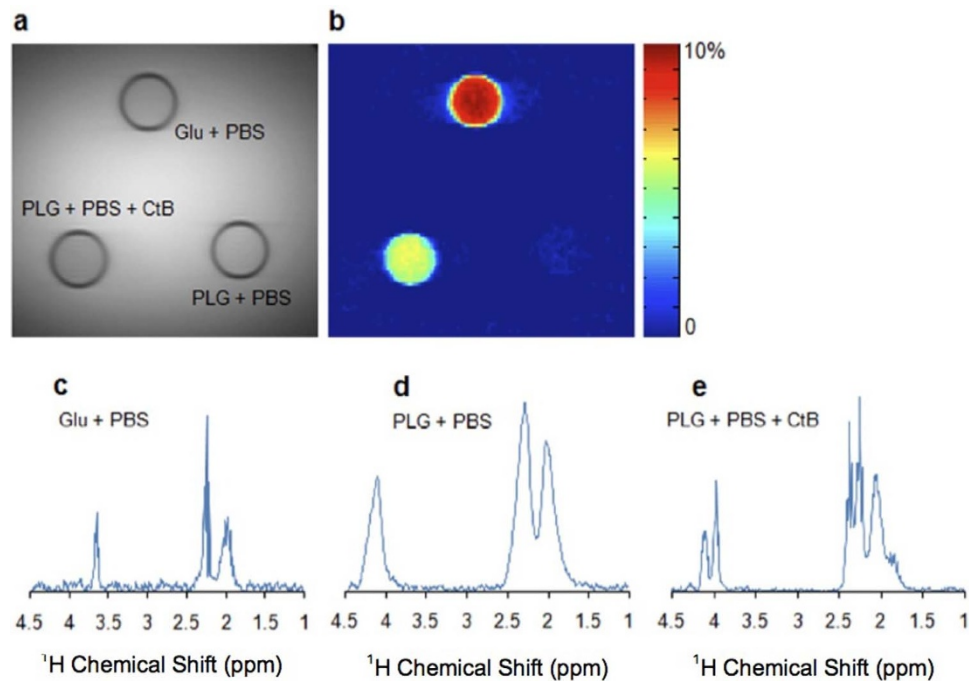 a
b
Glu + PBS
PLG + PBS + CtB
PLG + PBS
10%
0
c
Glu + PBS
4.5 4 3.5 3 2.5 2 1.5 1
¹H Chemical Shift (ppm)
d
PLG + PBS
4.5 4 3.5 3 2.5 2 1.5 1
¹H Chemical Shift (ppm)
e
PLG + PBS + CtB
4.5 4 3.5 3 2.5 2 1.5 1
¹H Chemical Shift (ppm)